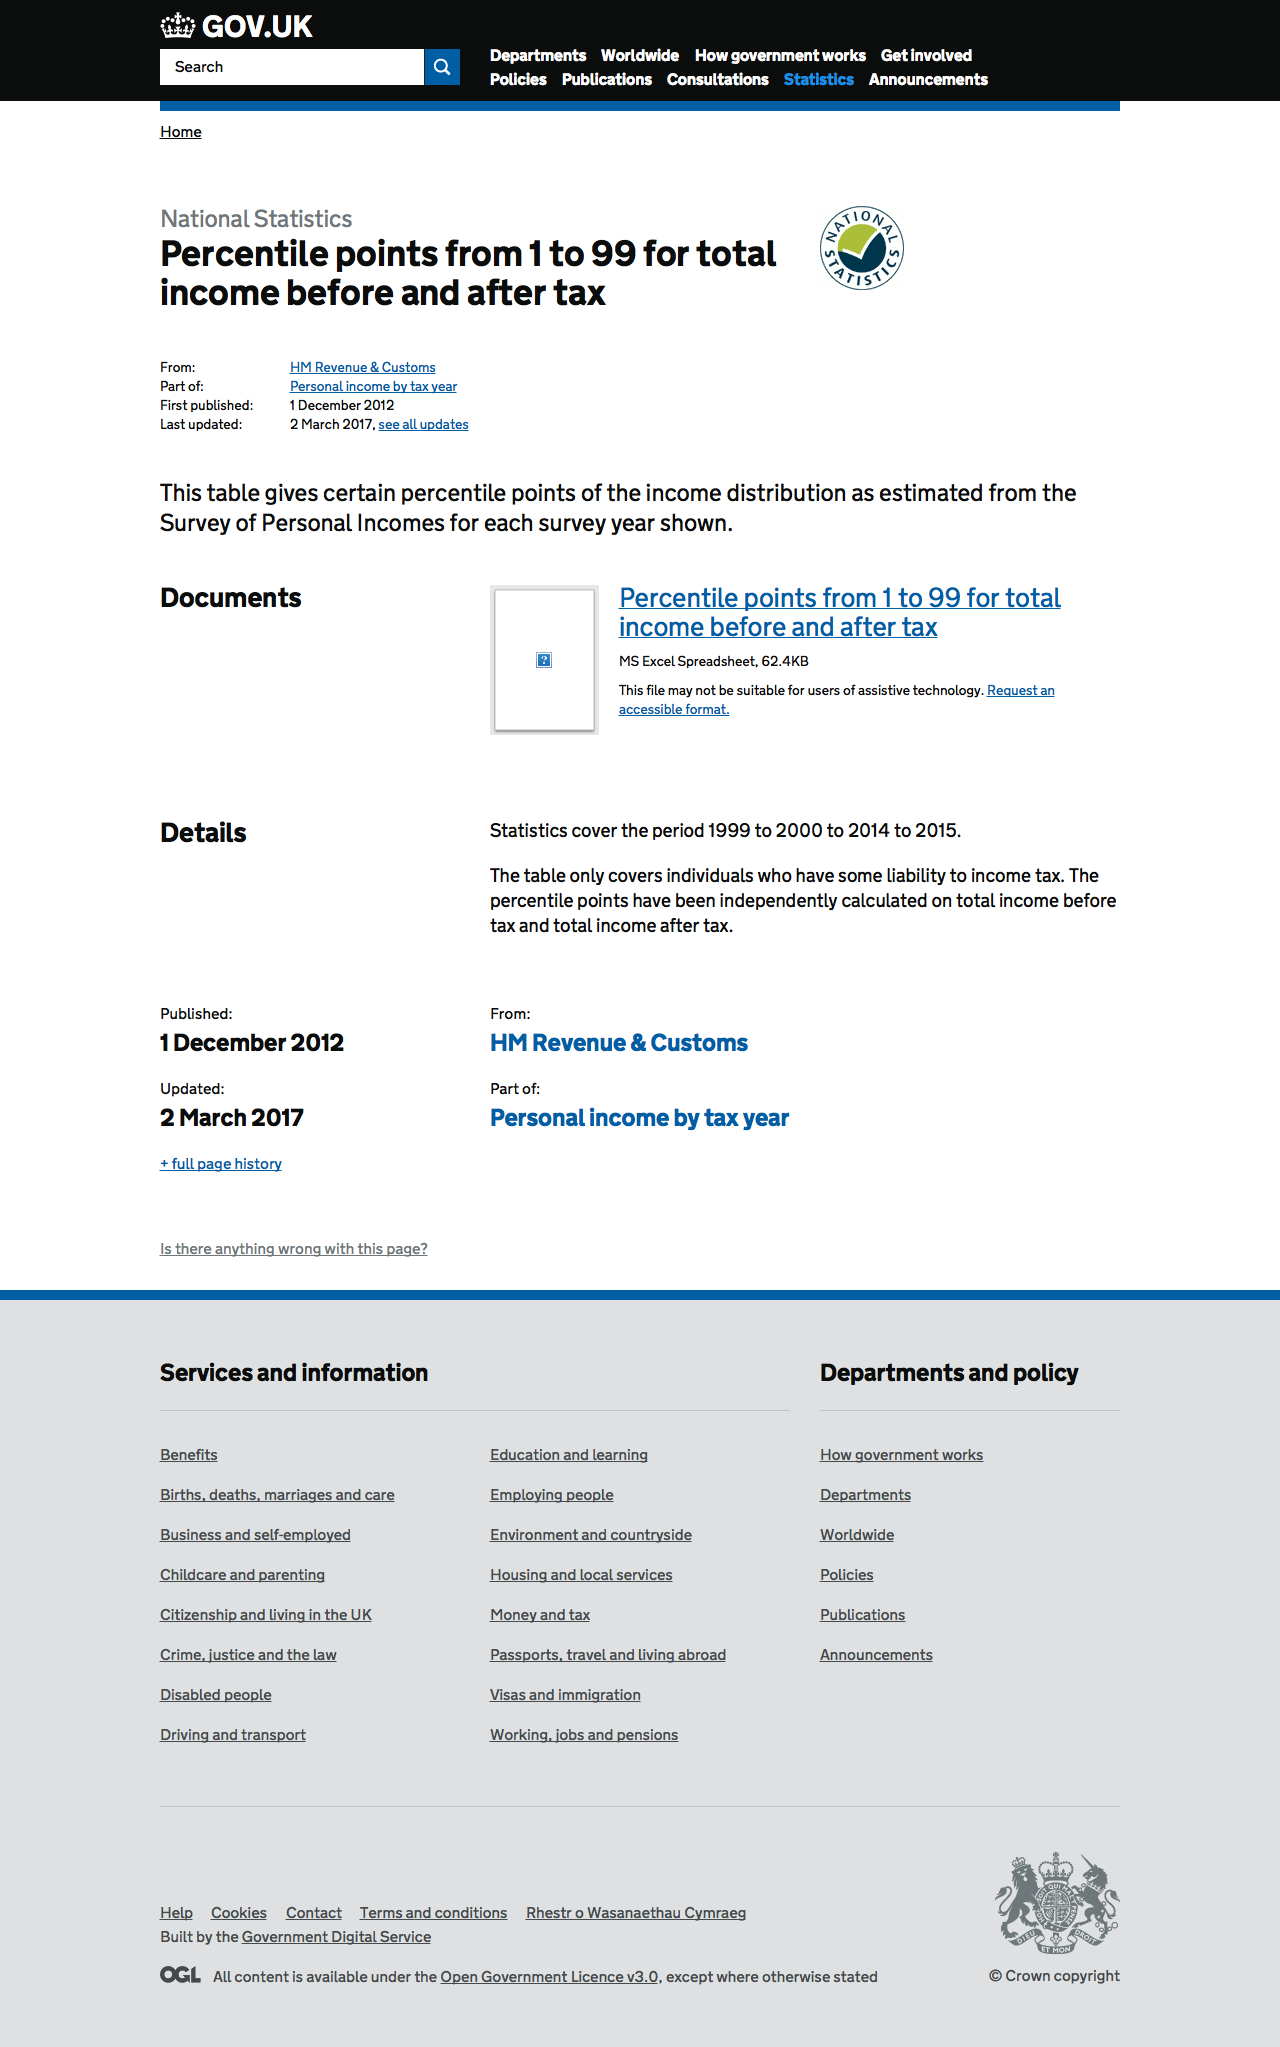 GOV.UK
Search
Departments Worldwide How government works Get involved
Policies Publications Consultations Statistics Announcements
Home
National Statistics
Percentile points from 1 to 99 for total
income before and after tax
NATIONAL STATISTICS
From: HM Revenue & Customs
Part of: Personal income by tax year
First published: 1 December 2012
Last updated: 2 March 2017, see all updates
This table gives certain percentile points of the income distribution as estimated from the
Survey of Personal Incomes for each survey year shown.
Documents
?
Percentile points from 1 to 99 for total
income before and after tax
MS Excel Spreadsheet, 62.4KB
This file may not be suitable for users of assistive technology. Request an
accessible format.
Details
Statistics cover the period 1999 to 2000 to 2014 to 2015.
The table only covers individuals who have some liability to income tax. The
percentile points have been independently calculated on total income before
tax and total income after tax.
Published:
1 December 2012
From:
HM Revenue & Customs
Updated:
2 March 2017
Part of:
Personal income by tax year
+ full page history
Is there anything wrong with this page?
Services and information
Benefits
Births, deaths, marriages and care
Business and self-employed
Childcare and parenting
Citizenship and living in the UK
Crime, justice and the law
Disabled people
Driving and transport
Education and learning
Employing people
Environment and countryside
Housing and local services
Money and tax
Passports, travel and living abroad
Visas and immigration
Working, jobs and pensions
Departments and policy
How government works
Departments
Worldwide
Policies
Publications
Announcements
Help Cookies Contact Terms and conditions Rhestr o Wasanaethau Cymraeg
Built by the Government Digital Service
OGL All content is available under the Open Government Licence v3.0, except where otherwise stated
DIEU ET MON DROIT
© Crown copyright